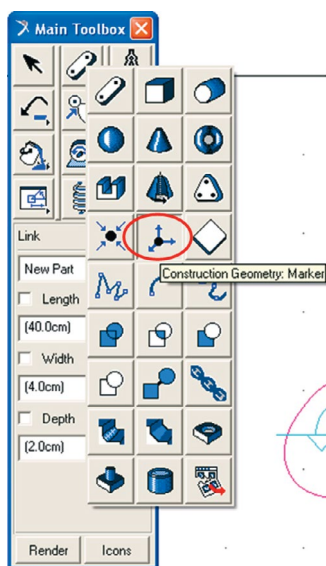 Main Toolbox
Link
Construction Geometry: Marker
New Part
Length
(40.0cm)
Width
(4.0cm)
Depth
(2.0cm)
Render Icons